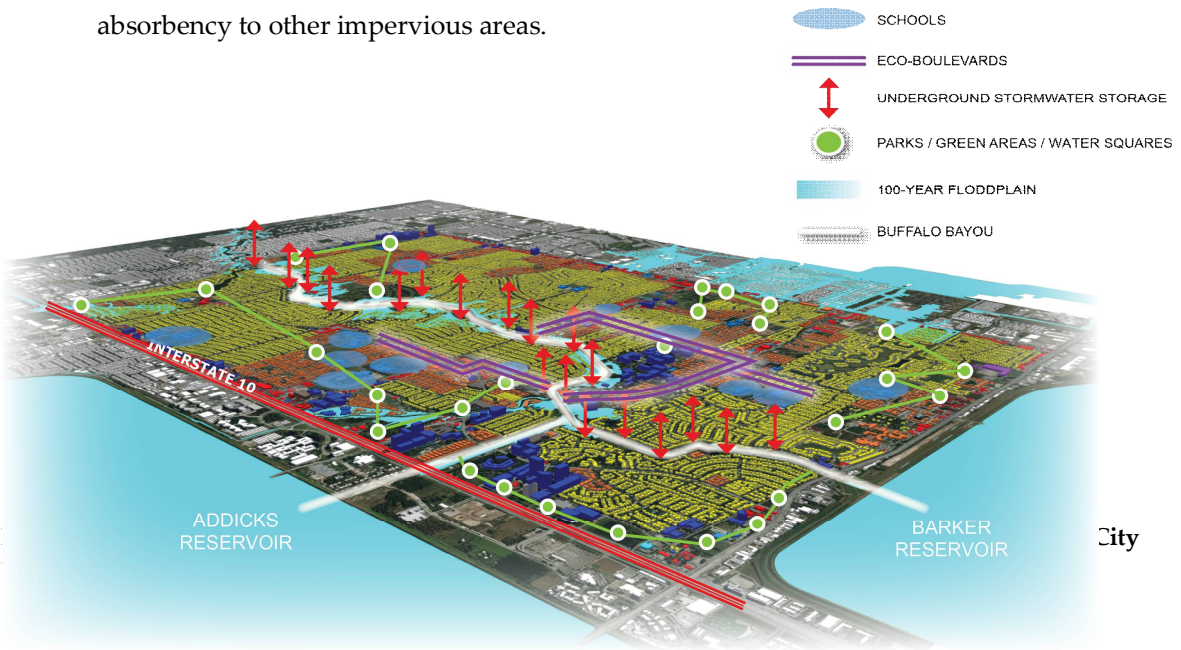 absorbency to other impervious areas.
SCHOOLS
ECO-BOULEVARDS
UNDERGROUND STORMWATER STORAGE
PARKS / GREEN AREAS / WATER SQUARES
100-YEAR FLODDPLAIN
BUFFALO BAYOU
INTERSTATE 10
ADDICKS
RESERVOIR
BARKER
RESERVOIR
City